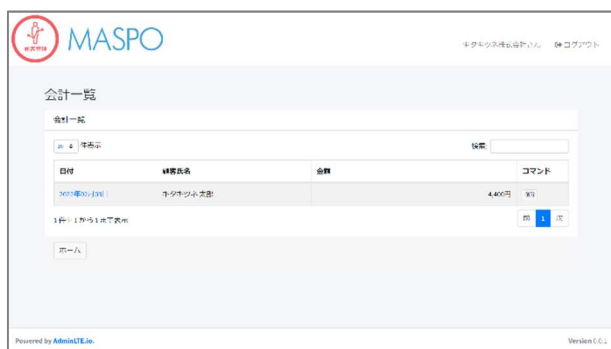 MASPO
キタキツネ株式会社さん ログアウト
会計一覧
会計一覧
10 件表示 検索:
日付 顧客氏名 金額 コマンド
キタキツネ 太郎 4,400円
1 件中 1 から 1 まで表示 前 1 次
ホーム
Powered by AdminLTE.io. Version